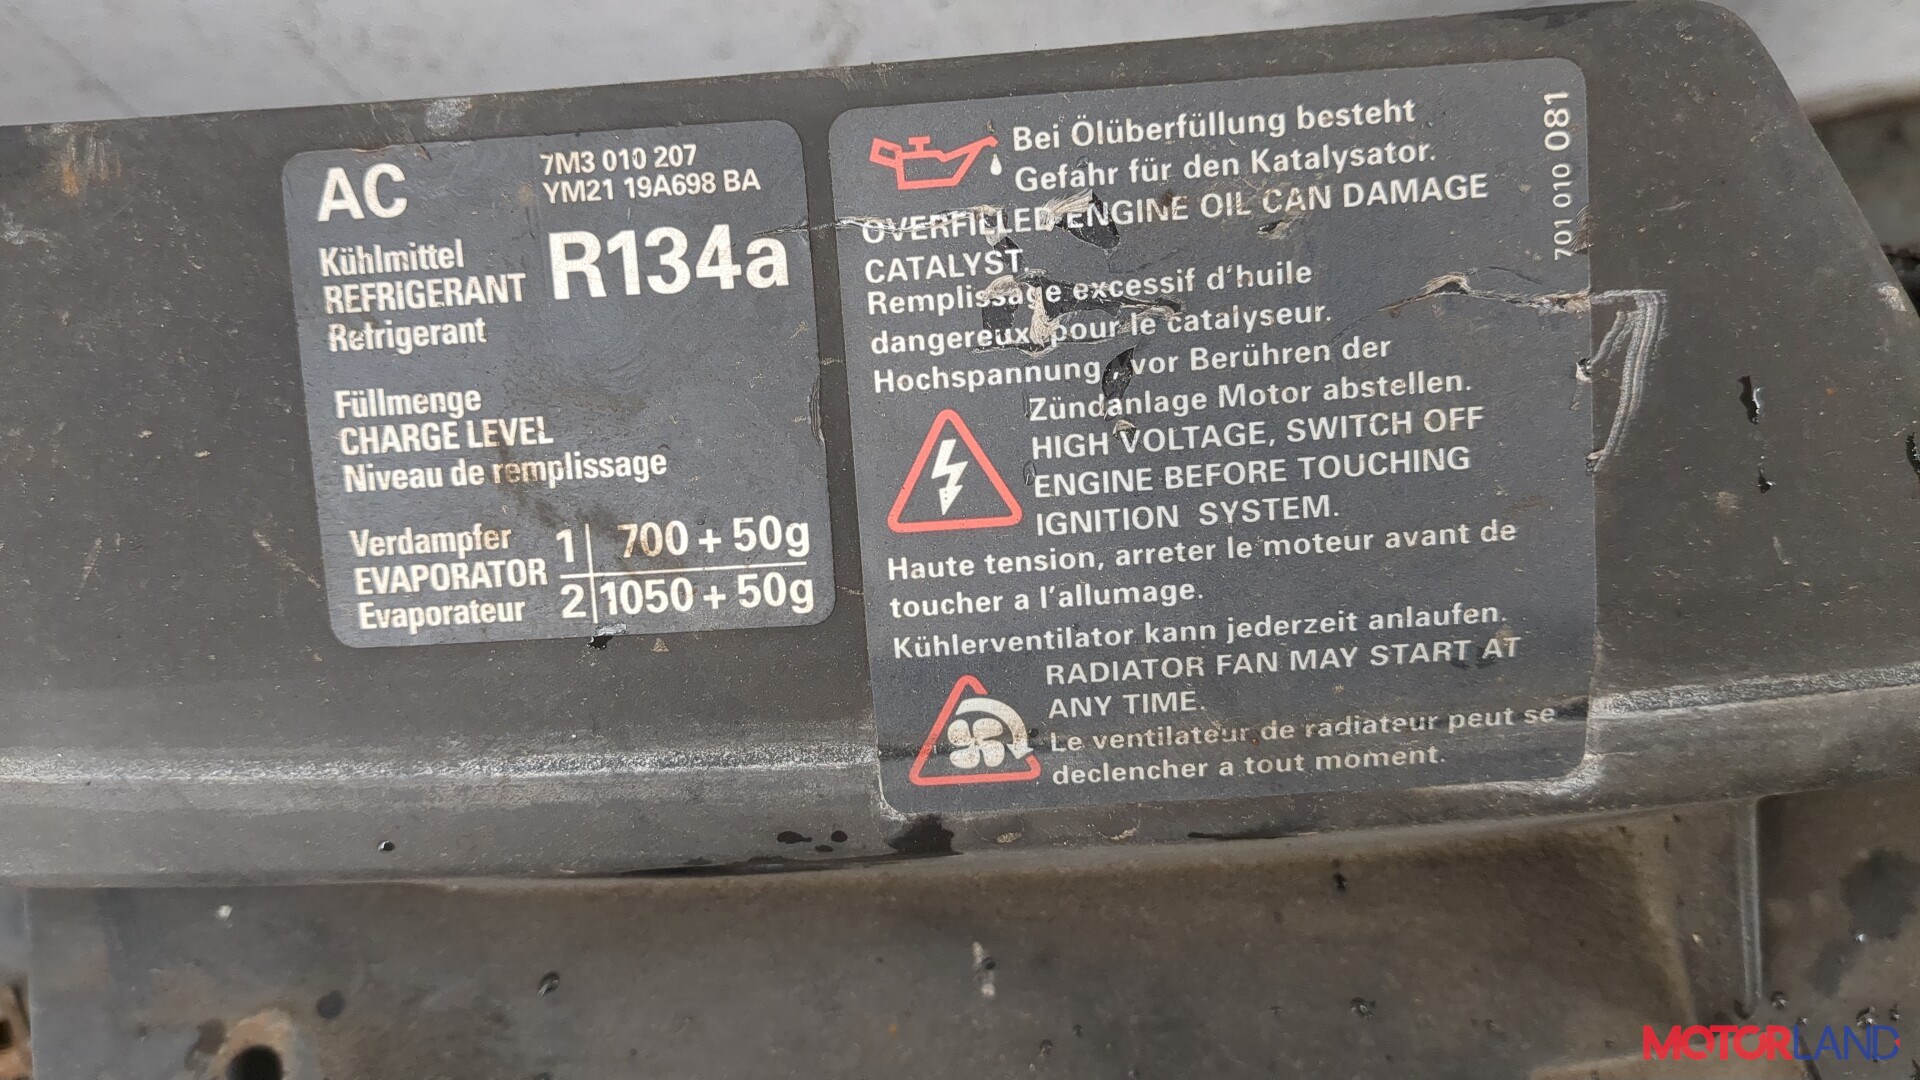 AC
7M3 010 207
YM21 19A698 BA
Kühlmittel
REFRIGERANT
Refrigerant
R134a
Füllmenge
CHARGE LEVEL
Niveau de remplissage
Verdampfer
EVAPORATOR
Evaporateur
1 | 700 + 50g
2 | 1050 + 50g
Bei Ölüberfüllung besteht
Gefahr für den Katalysator.
OVERFILLED ENGINE OIL CAN DAMAGE
CATALYST.
Remplissage excessif d'huile
dangereux pour le catalyseur.
Hochspannung, vor Berühren der
Zündanlage Motor abstellen.
HIGH VOLTAGE, SWITCH OFF
ENGINE BEFORE TOUCHING
IGNITION SYSTEM.
Haute tension, arreter le moteur avant de
toucher a l'allumage.
Kühlerventilator kann jederzeit anlaufen.
RADIATOR FAN MAY START AT
ANY TIME.
Le ventilateur de radiateur peut se
declencher a tout moment.
701 010 081
MOTORLAND